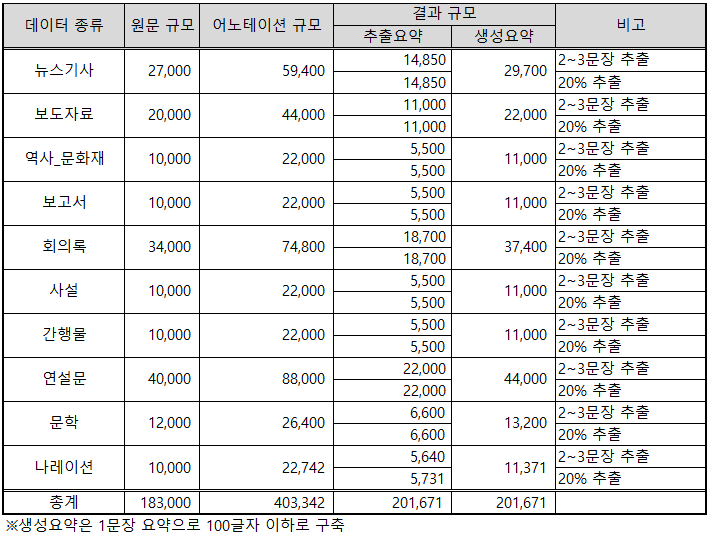 데이터 종류 원문 규모 어노테이션 규모 결과 규모 비고
추출요약 생성요약
뉴스기사 27,000 59,400 14,850 29,700 2~3문장 추출
14,850 20% 추출
보도자료 20,000 44,000 11,000 22,000 2~3문장 추출
11,000 20% 추출
역사_문화재 10,000 22,000 5,500 11,000 2~3문장 추출
5,500 20% 추출
보고서 10,000 22,000 5,500 11,000 2~3문장 추출
5,500 20% 추출
회의록 34,000 74,800 18,700 37,400 2~3문장 추출
18,700 20% 추출
사설 10,000 22,000 5,500 11,000 2~3문장 추출
5,500 20% 추출
간행물 10,000 22,000 5,500 11,000 2~3문장 추출
5,500 20% 추출
연설문 40,000 88,000 22,000 44,000 2~3문장 추출
22,000 20% 추출
문학 12,000 26,400 6,600 13,200 2~3문장 추출
6,600 20% 추출
나레이션 10,000 22,742 5,640 11,371 2~3문장 추출
5,731 20% 추출
총계 183,000 403,342 201,671 201,671
※생성요약은 1문장 요약으로 100글자 이하로 구축